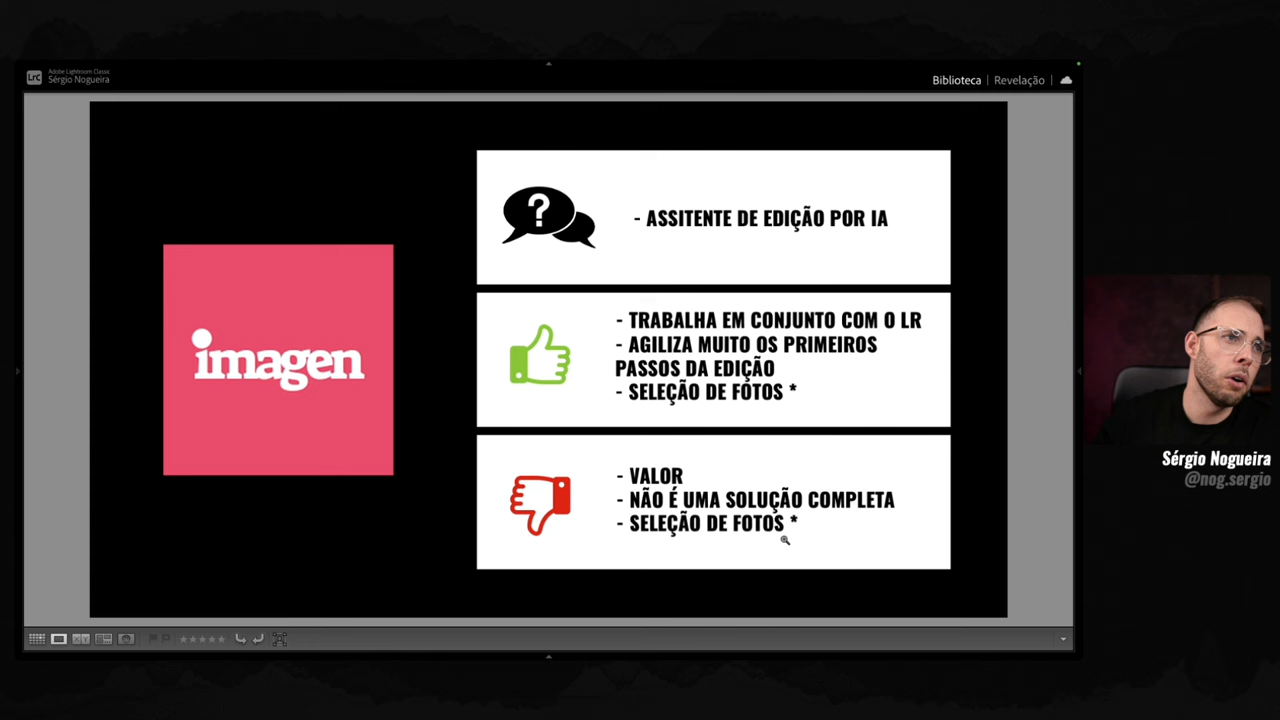 LrC
Adobe Lightroom Classic
Sérgio Nogueira
Biblioteca | Revelação |
imagen
?
- ASSITENTE DE EDIÇÃO POR IA
- TRABALHA EM CONJUNTO COM O LR
- AGILIZA MUITO OS PRIMEIROS
PASSOS DA EDIÇÃO
- SELEÇÃO DE FOTOS *
- VALOR
- NÃO É UMA SOLUÇÃO COMPLETA
- SELEÇÃO DE FOTOS *
Sérgio Nogueira
@nog.sergio